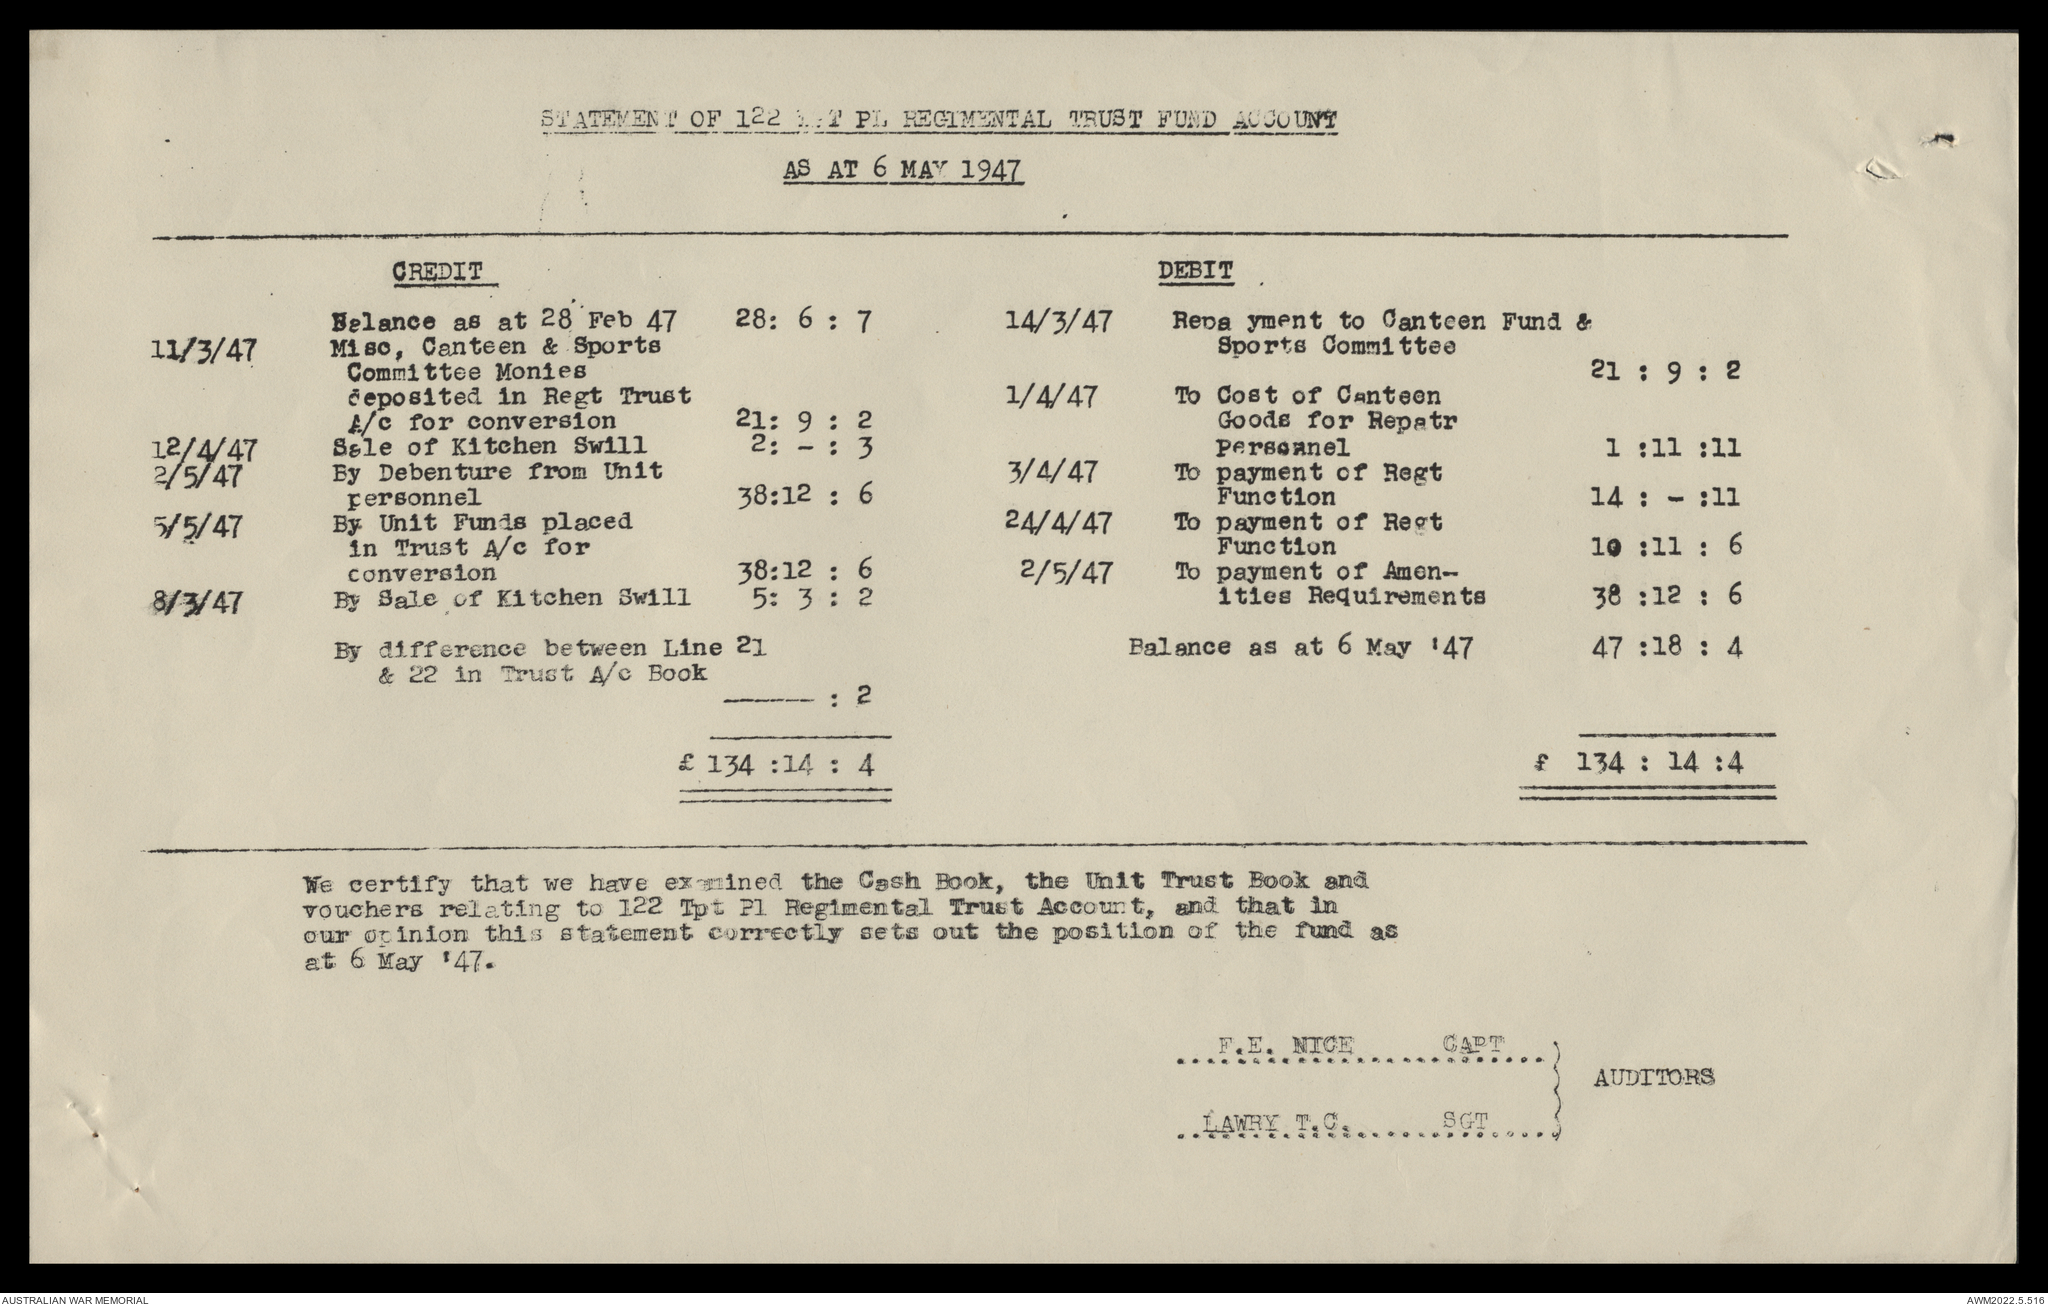 STATEMENT OF 122 TPT PL REGIMENTAL TRUST FUND ACCOUNT
AS AT 6 MAY 1947
CREDIT
Balance as at 28 Feb 47 28: 6 : 7
11/3/47 Misc, Canteen & Sports
Committee Monies
deposited in Regt Trust
A/c for conversion 21: 9 : 2
12/4/47 Sale of Kitchen Swill 2: - : 3
2/5/47 By Debenture from Unit
personnel 38:12 : 6
5/5/47 By Unit Funds placed
in Trust A/c for
conversion 38:12 : 6
8/3/47 By Sale of Kitchen Swill 5: 3 : 2
By difference between Line 21
& 22 in Trust A/c Book
———— : 2
£ 134 :14 : 4
DEBIT
14/3/47 Repa yment to Canteen Fund &
Sports Committee
21 : 9 : 2
1/4/47 To Cost of Canteen
Goods for Repatr
Personnel 1 :11 :11
3/4/47 To payment of Regt
Function 14 : - :11
24/4/47 To payment of Regt
Function 10 :11 : 6
2/5/47 To payment of Amen-
ities Requirements 38 :12 : 6
Balance as at 6 May '47 47 :18 : 4
£ 134 : 14 :4
We certify that we have examined the Cash Book, the Unit Trust Book and
vouchers relating to 122 Tpt Pl Regimental Trust Account, and that in
our opinion this statement correctly sets out the position of the fund as
at 6 May '47.
F.E. NICE CAPT
AUDITORS
LAWRY T.C. SGT
AUSTRALIAN WAR MEMORIAL
AWM2022.5.516